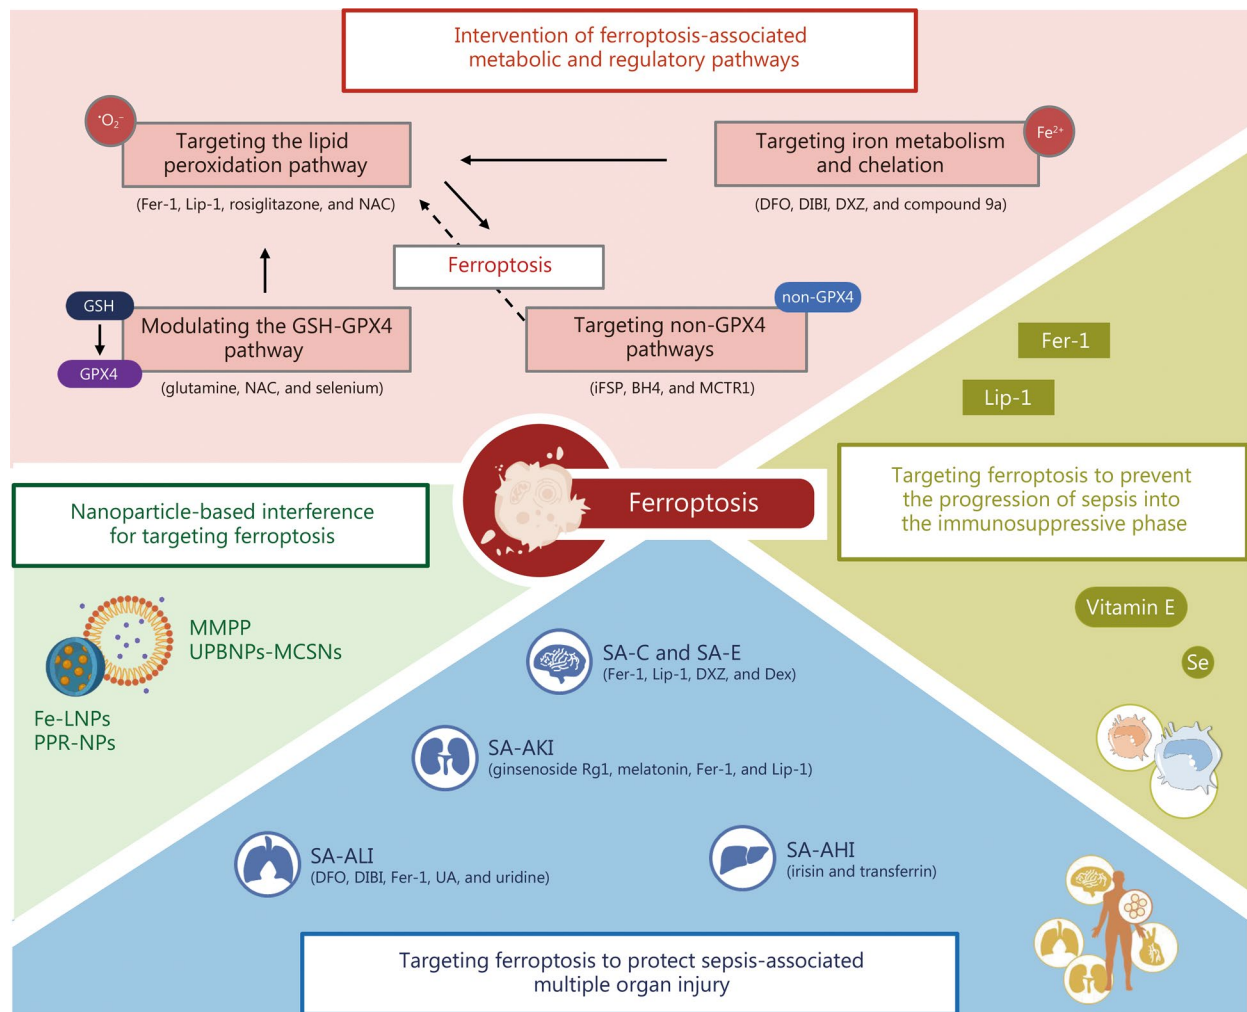 Intervention of ferroptosis-associated
metabolic and regulatory pathways
•O₂⁻
Targeting the lipid
peroxidation pathway
(Fer-1, Lip-1, rosiglitazone, and NAC)
Targeting iron metabolism
and chelation
Fe²⁺
(DFO, DIBI, DXZ, and compound 9a)
Ferroptosis
GSH
GPX4
Modulating the GSH-GPX4
pathway
(glutamine, NAC, and selenium)
non-GPX4
Targeting non-GPX4
pathways
(iFSP, BH4, and MCTR1)
Fer-1
Lip-1
Targeting ferroptosis to prevent
the progression of sepsis into
the immunosuppressive phase
Vitamin E
Se
Ferroptosis
Nanoparticle-based interference
for targeting ferroptosis
MMPP
UPBNPs-MCSNs
Fe-LNPs
PPR-NPs
SA-C and SA-E
(Fer-1, Lip-1, DXZ, and Dex)
SA-AKI
(ginsenoside Rg1, melatonin, Fer-1, and Lip-1)
SA-ALI
(DFO, DIBI, Fer-1, UA, and uridine)
SA-AHI
(irisin and transferrin)
Targeting ferroptosis to protect sepsis-associated
multiple organ injury